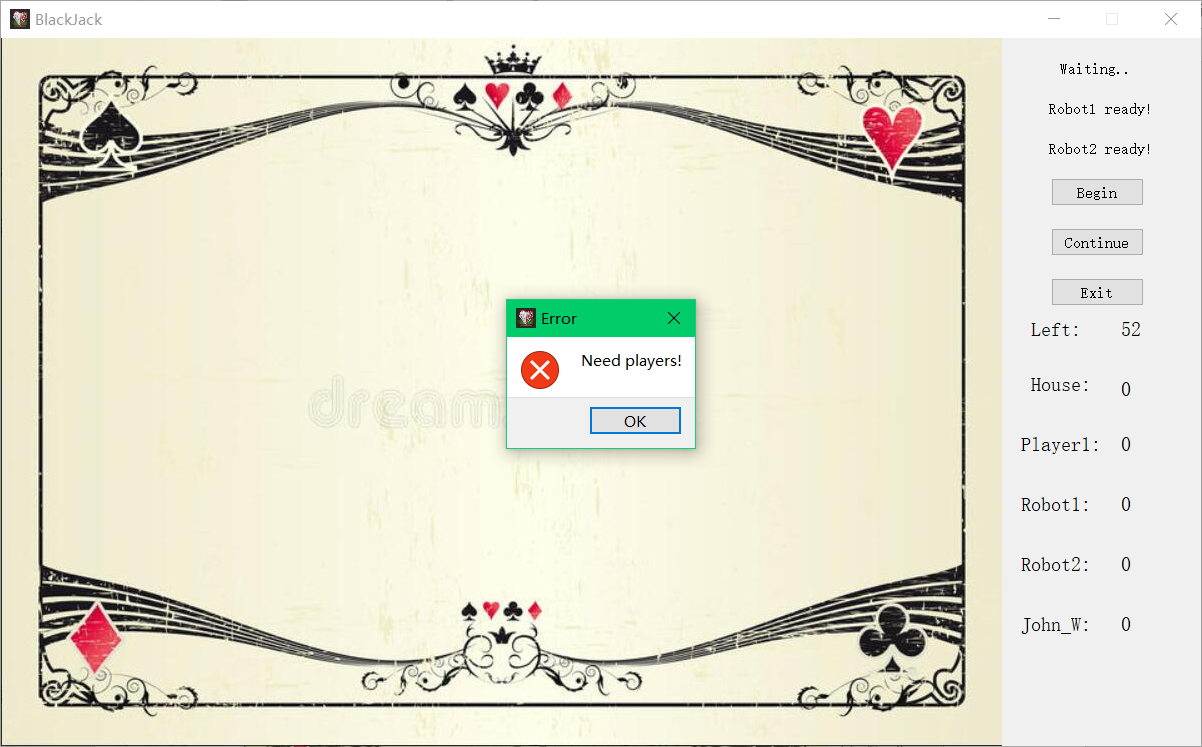 BlackJack
Waiting..
Robot1 ready!
Robot2 ready!
Begin
Continue
Exit
Left: 52
House: 0
Player1: 0
Robot1: 0
Robot2: 0
John_W: 0
Error
Need players!
OK